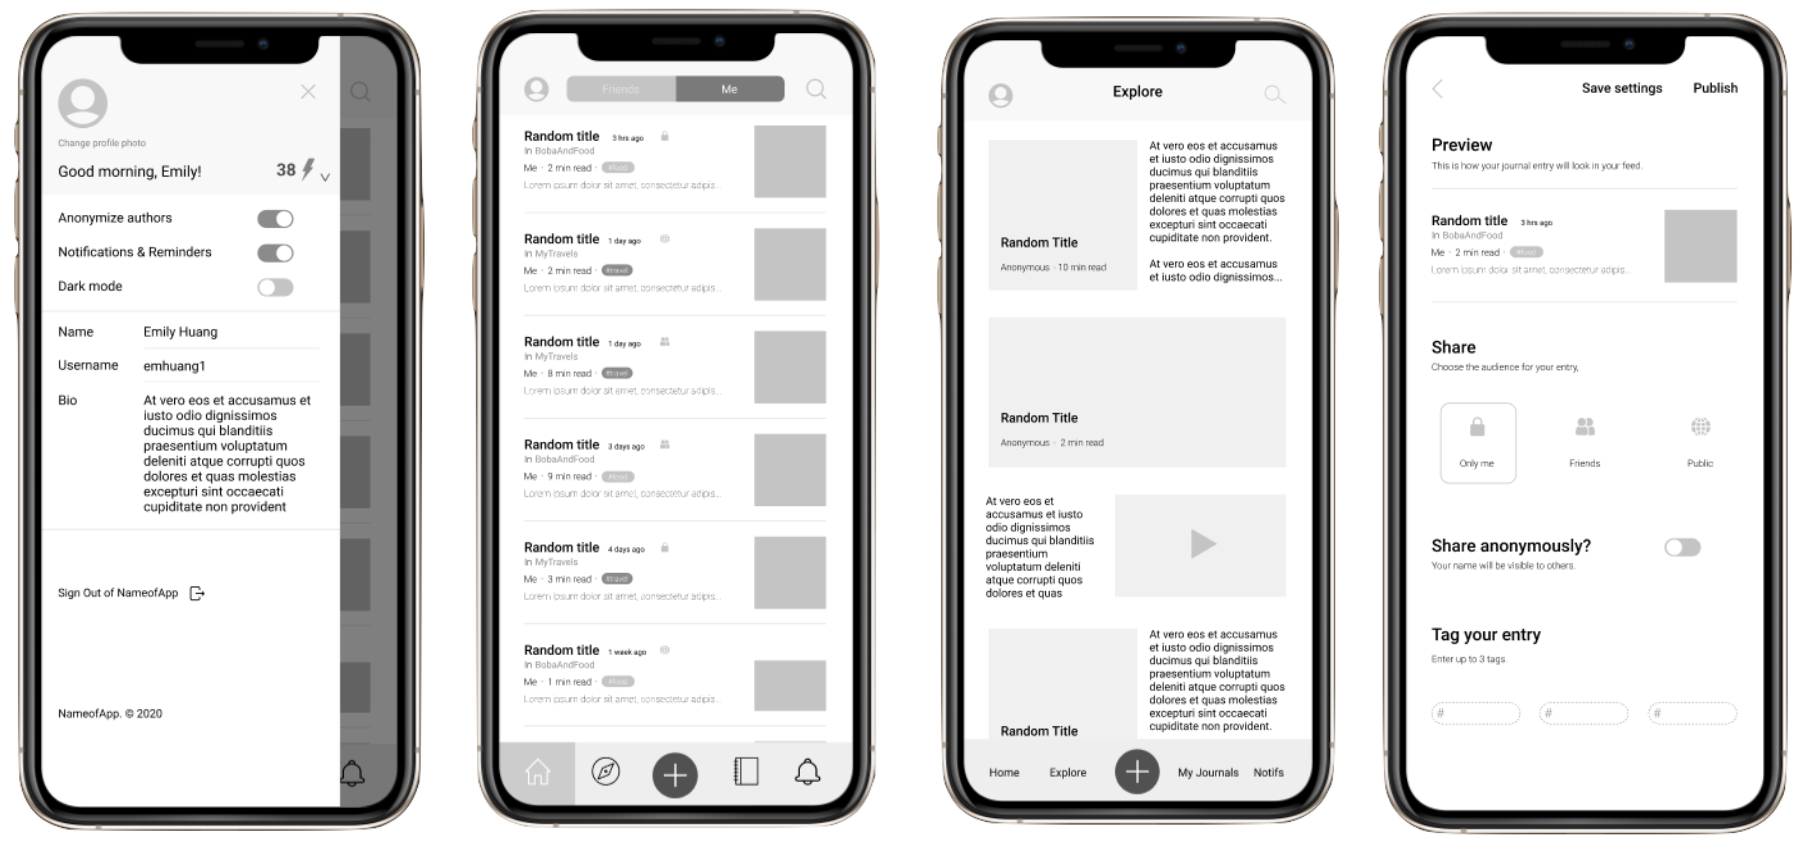 Change profile photo
Good morning, Emily!
38
Anonymize authors
Notifications & Reminders
Dark mode
Name Emily Huang
Username emhuang1
Bio At vero eos et accusamus et
iusto odio dignissimos
ducimus qui blanditiis
praesentium voluptatum
deleniti atque corrupti quos
dolores et quas molestias
excepturi sint occaecati
cupiditate non provident
Sign Out of NameofApp
NameofApp. © 2020
Friends Me
Random title 3 hrs ago
In BobaAndFood
Me · 2 min read · #food
Lorem ipsum dolor sit amet, consectetur adipis...
Random title 1 day ago
In MyTravels
Me · 2 min read · #travel
Lorem ipsum dolor sit amet, consectetur adipis...
Random title 1 day ago
In MyTravels
Me · 8 min read · #travel
Lorem ipsum dolor sit amet, consectetur adipis...
Random title 3 days ago
In BobaAndFood
Me · 9 min read · #food
Lorem ipsum dolor sit amet, consectetur adipis...
Random title 4 days ago
In MyTravels
Me · 3 min read · #travel
Lorem ipsum dolor sit amet, consectetur adipis...
Random title 1 week ago
In BobaAndFood
Me · 1 min read · #food
Lorem ipsum dolor sit amet, consectetur adipis...
Explore
Random Title
Anonymous · 10 min read
At vero eos et accusamus
et iusto odio dignissimos
ducimus qui blanditiis
praesentium voluptatum
deleniti atque corrupti quos
dolores et quas molestias
excepturi sint occaecati
cupiditate non provident.
At vero eos et accusamus
et iusto odio dignissimos...
Random Title
Anonymous · 2 min read
At vero eos et
accusamus et iusto
odio dignissimos
ducimus qui blanditiis
praesentium
voluptatum deleniti
atque corrupti quos
dolores et quas
Random Title
At vero eos et accusamus
et iusto odio dignissimos
ducimus qui blanditiis
praesentium voluptatum
deleniti atque corrupti quos
dolores et quas molestias
excepturi sint occaecati
cupiditate non provident.
Home Explore My Journals Notifs
Save settings Publish
Preview
This is how your journal entry will look in your feed.
Random title 3 hrs ago
In BobaAndFood
Me · 2 min read · #food
Lorem ipsum dolor sit amet, consectetur adipis...
Share
Choose the audience for your entry,
Only me Friends Public
Share anonymously?
Your name will be visible to others.
Tag your entry
Enter up to 3 tags.
# # #